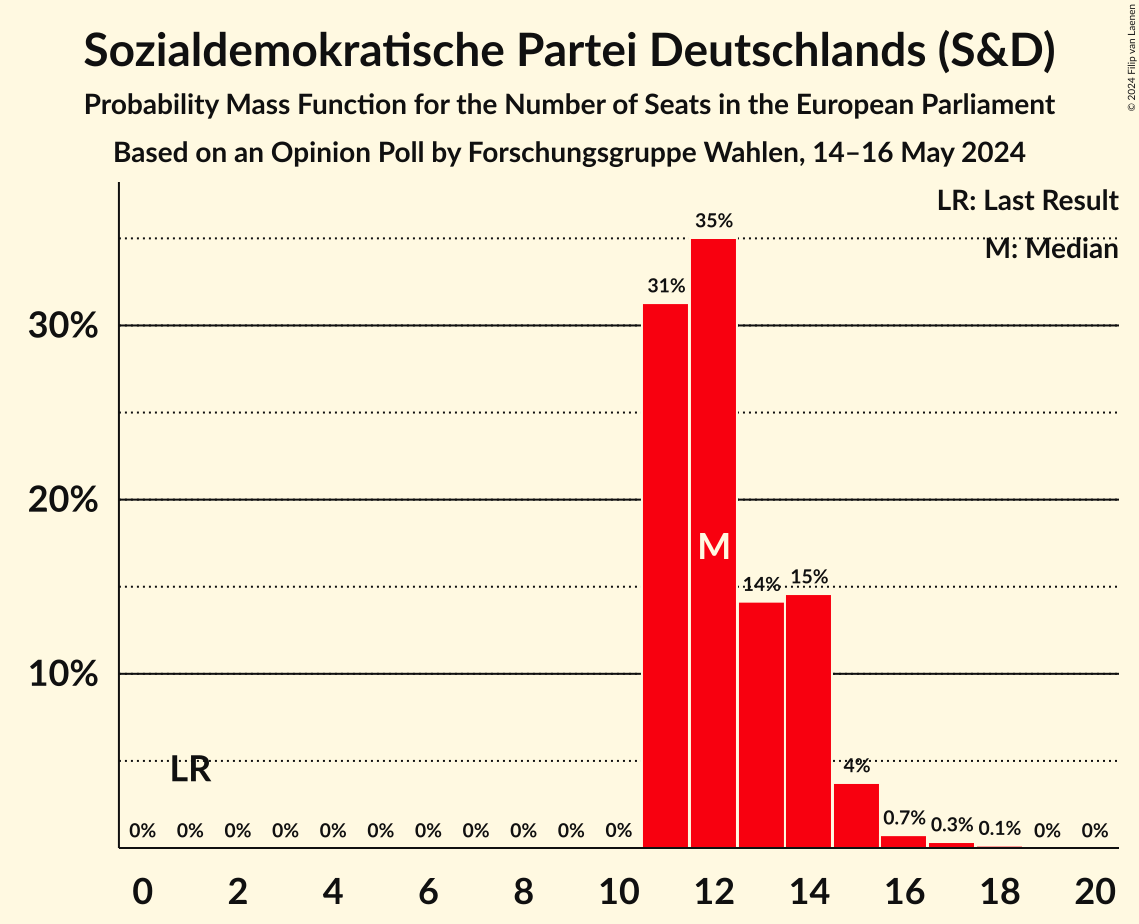 Sozialdemokratische Partei Deutschlands (S&D)
Probability Mass Function for the Number of Seats in the European Parliament
Based on an Opinion Poll by Forschungsgruppe Wahlen, 14–16 May 2024
© 2024 Filip van Laenen
LR: Last Result
M: Median
35%
31%
30%
20%
M
14% 15%
10%
LR
4%
0% 0% 0% 0% 0% 0% 0% 0% 0% 0% 0% 0.7% 0.3% 0.1% 0% 0%
0 2 4 6 8 10 12 14 16 18 20